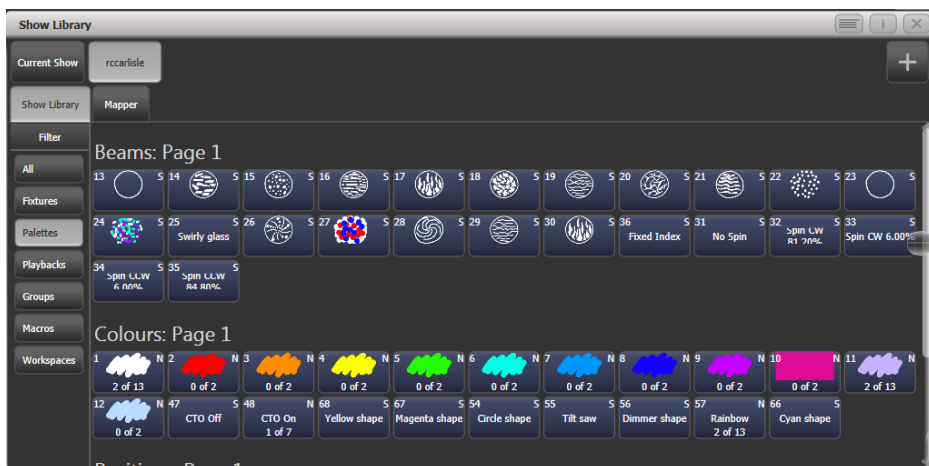 Show Library
i
Current Show
rccarlisle
+
Show Library
Mapper
Filter
All
Fixtures
Palettes
Playbacks
Groups
Macros
Workspaces
Beams: Page 1
13 S 14 S 15 S 16 S 17 S 18 S 19 S 20 S 21 S 22 S 23 S
24 S 25 S 26 S 27 S 28 S 29 S 30 S 36 S 31 S 32 S 33 S
Swirly glass Fixed Index No Spin Spin CW 81.20% Spin CW 6.00%
34 S 35 S
Spin CCW Spin CCW
6.00% 84.80%
Colours: Page 1
1 N 2 N 3 N 4 N 5 N 6 N 7 N 8 N 9 N 10 N 11 N
2 of 13 0 of 2 0 of 2 0 of 2 0 of 2 0 of 2 0 of 2 0 of 2 0 of 2 0 of 2 2 of 13
12 N 47 S 48 N 68 S 67 S 54 S 55 S 56 S 57 N 66 S
0 of 2 CTO Off CTO On 1 of 7 Yellow shape Magenta shape Circle shape Tilt saw Dimmer shape Rainbow 2 of 13 Cyan shape